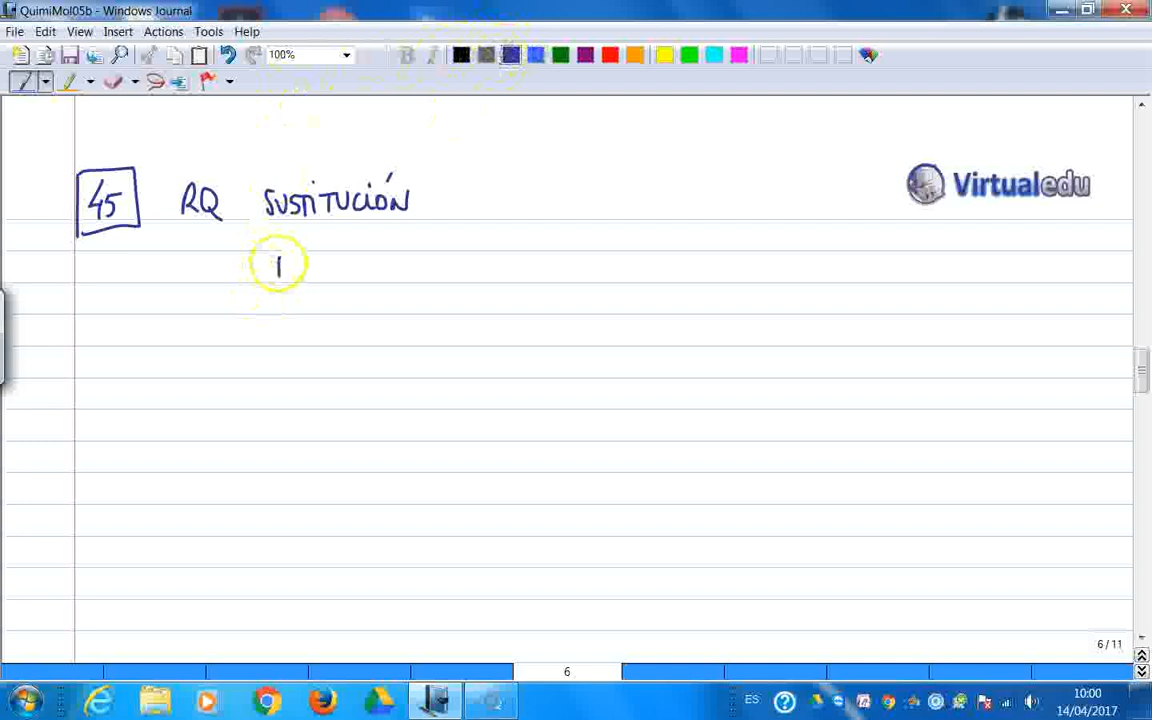 QuimiMol05b - Windows Journal
File Edit View Insert Actions Tools Help
100%
45 RQ SUSTITUCIÓN
Virtualedu
I
6 / 11
6
ES
10:00
14/04/2017